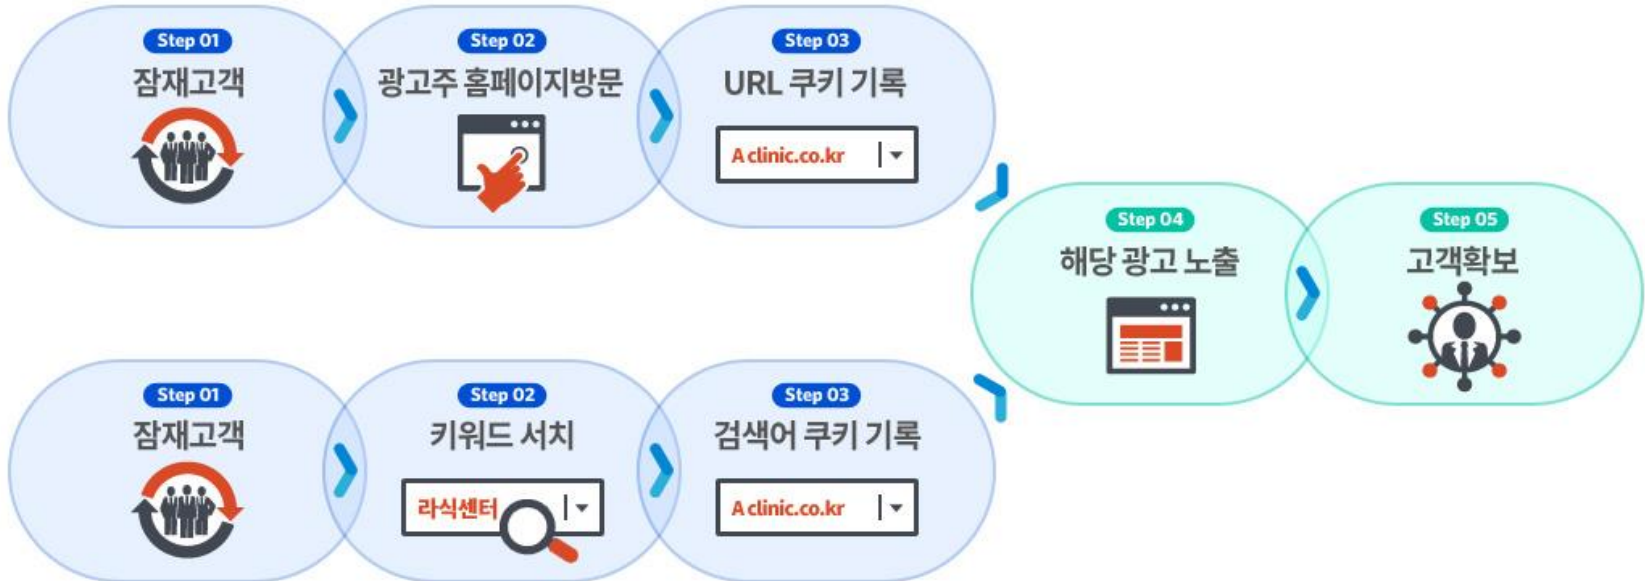 Step 01
잠재고객
Step 02
광고주 홈페이지방문
Step 03
URL 쿠키 기록
A clinic.co.kr
Step 01
잠재고객
Step 02
키워드 서치
라식센터
Step 03
검색어 쿠키 기록
A clinic.co.kr
Step 04
해당 광고 노출
Step 05
고객확보